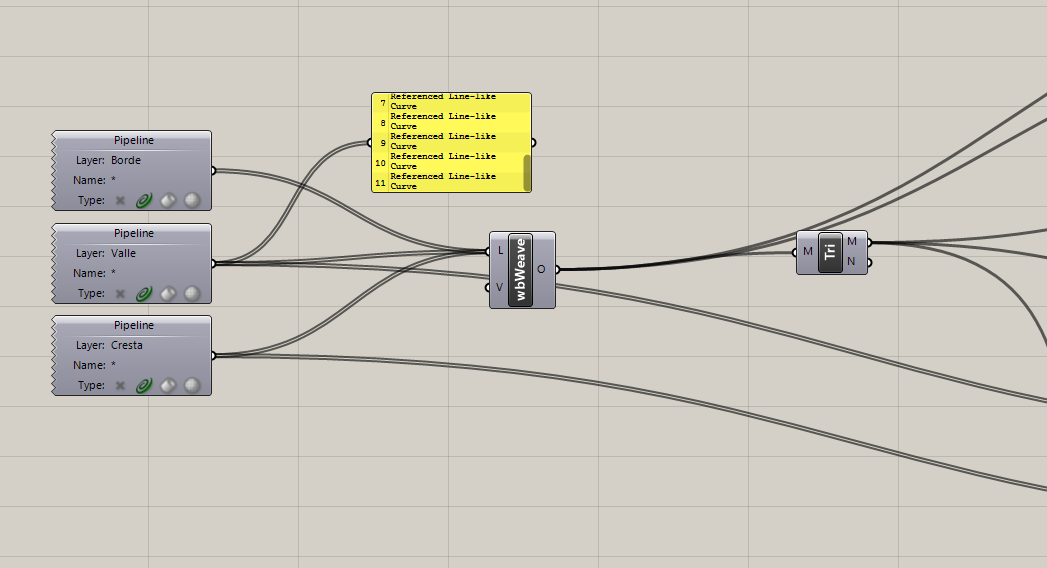 7 Referenced Line-like
Curve
8 Referenced Line-like
Curve
9 Referenced Line-like
Curve
10 Referenced Line-like
Curve
11 Referenced Line-like
Curve
Pipeline
Layer: Borde
Name: *
Type:
Pipeline
Layer: Valle
Name: *
Type:
Pipeline
Layer: Cresta
Name: *
Type:
L
V
wbWeave
O
M
Tri
M
N